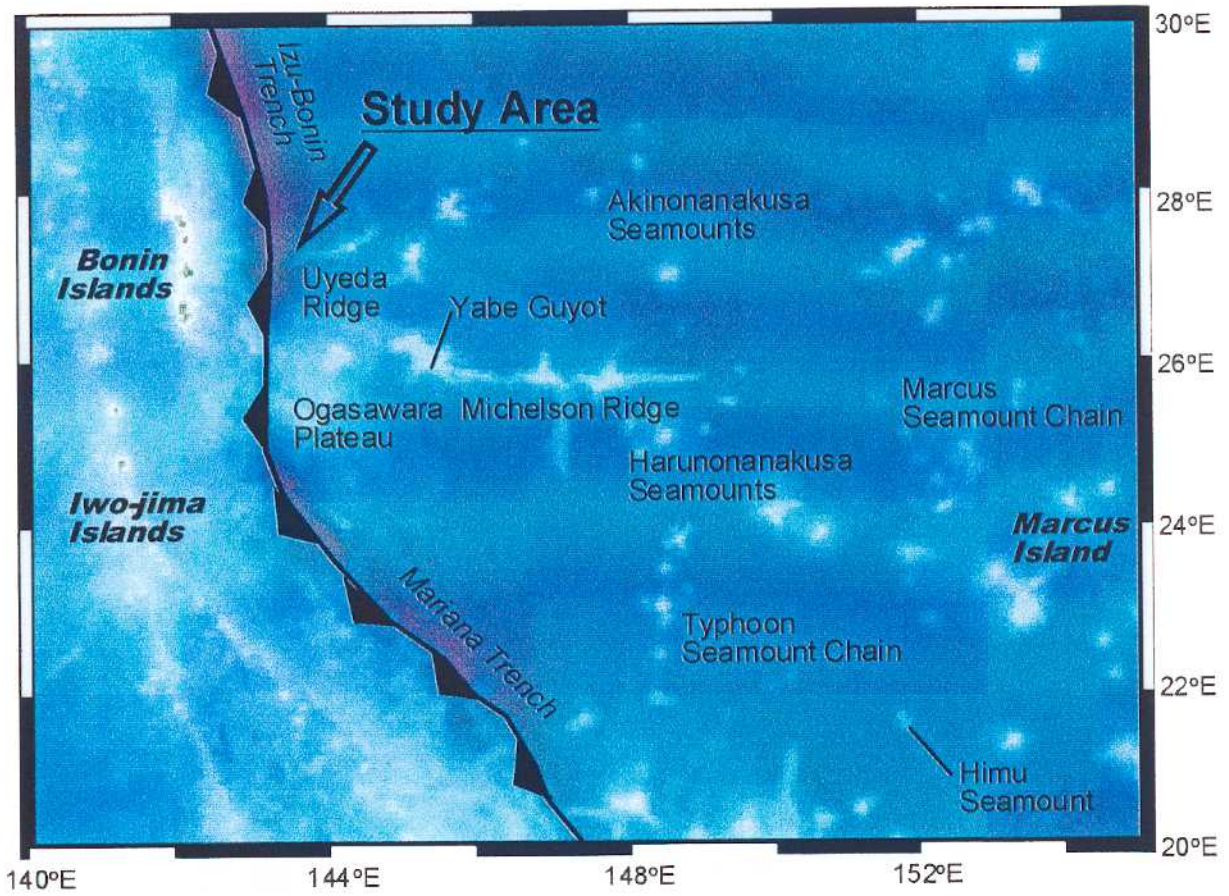 30°E
Izu-Bonin
Trench
Study Area
28°E
Akinonanakusa
Seamounts
Bonin
Islands
Uyeda
Ridge
Yabe Guyot
26°E
Ogasawara
Plateau
Michelson Ridge
Marcus
Seamount Chain
Harunonanakusa
Seamounts
Iwo-jima
Islands
24°E
Marcus
Island
Mariana Trench
Typhoon
Seamount Chain
22°E
Himu
Seamount
20°E
140°E
144°E
148°E
152°E